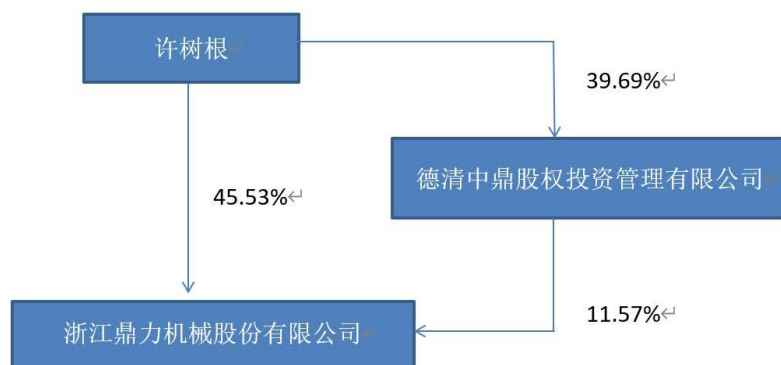 许树根
39.69%
德清中鼎股权投资管理有限公司
45.53%
11.57%
浙江鼎力机械股份有限公司